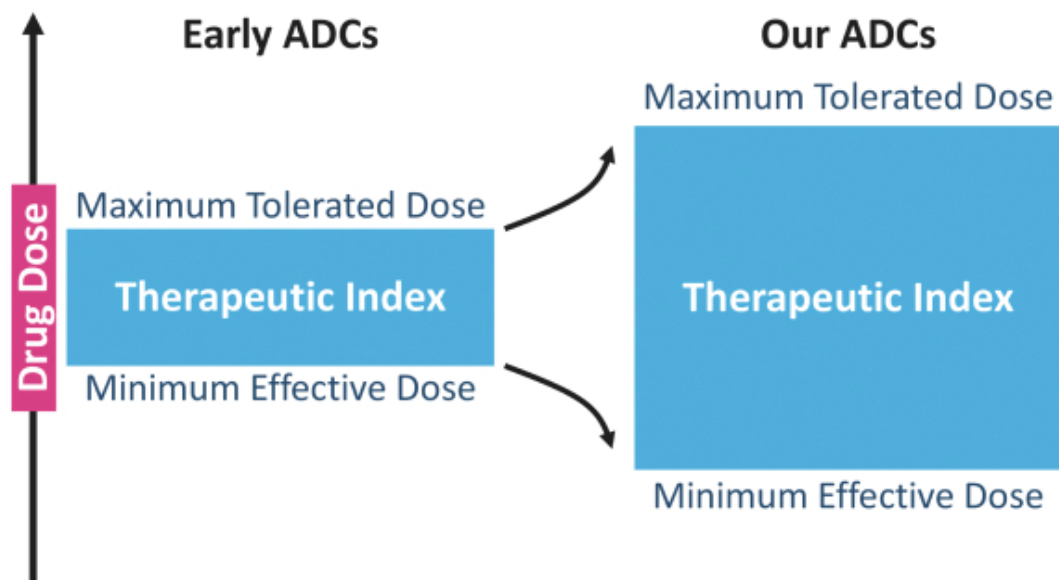 Early ADCs
Our ADCs
Maximum Tolerated Dose
Maximum Tolerated Dose
Drug Dose
Therapeutic Index
Therapeutic Index
Minimum Effective Dose
Minimum Effective Dose